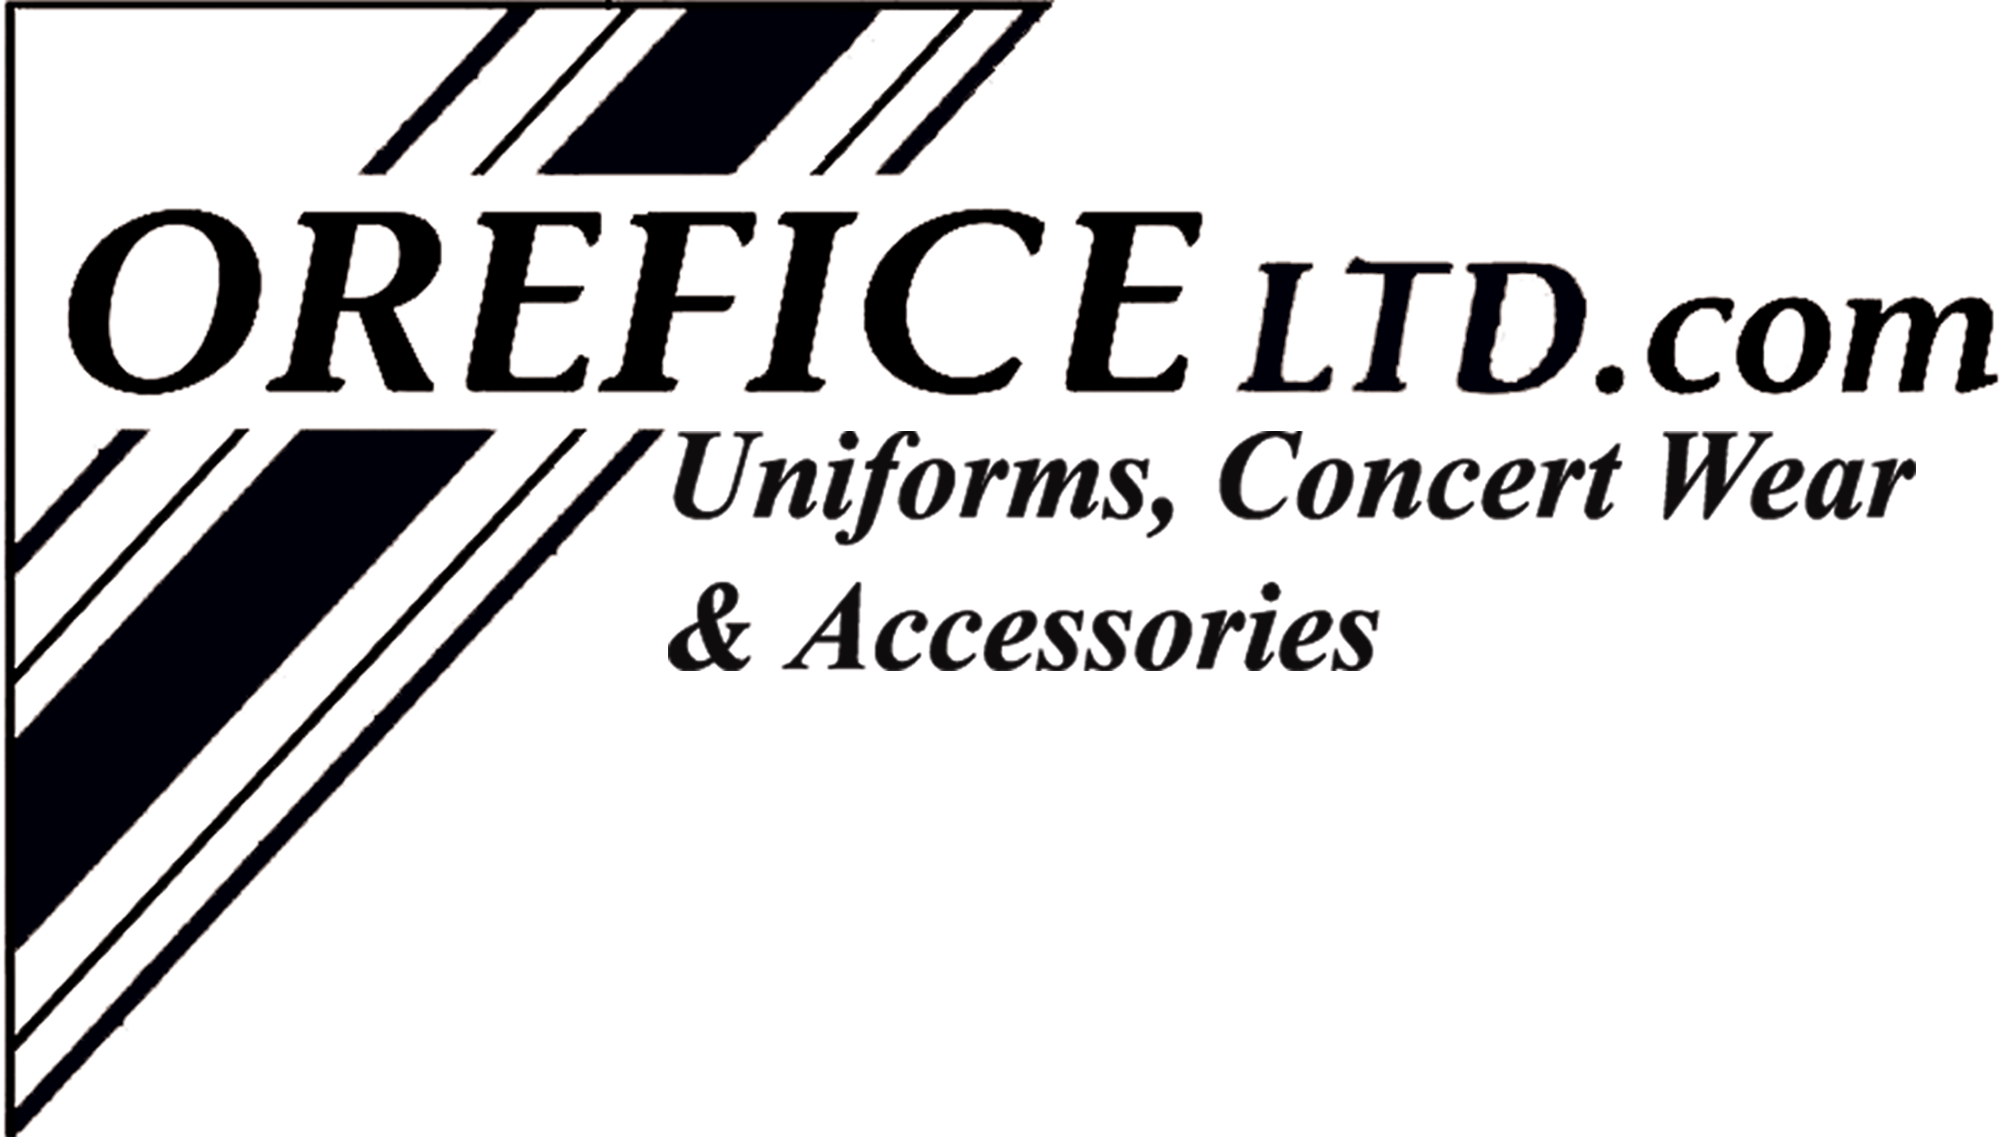 OREFICE LTD.com
Uniforms, Concert Wear
& Accessories